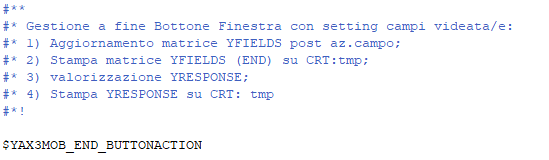 #**
#* Gestione a fine Bottone Finestra con setting campi videata/e:
#* 1) Aggiornamento matrice YFIELDS post az.campo;
#* 2) Stampa matrice YFIELDS (END) su CRT:tmp;
#* 3) valorizzazione YRESPONSE;
#* 4) Stampa YRESPONSE su CRT: tmp
#*!
$YAX3MOB_END_BUTTONACTION